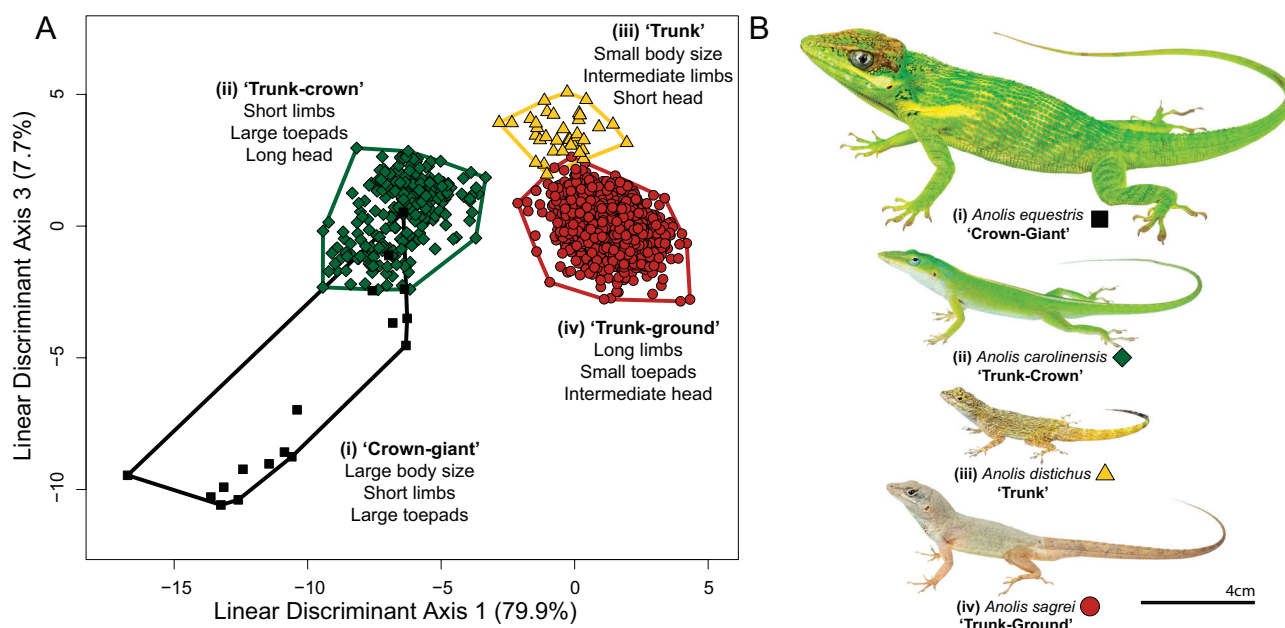 A
B
(iii) ‘Trunk’
Small body size
Intermediate limbs
Short head
(ii) ‘Trunk-crown’
Short limbs
Large toepads
Long head
(iv) ‘Trunk-ground’
Long limbs
Small toepads
Intermediate head
(i) ‘Crown-giant’
Large body size
Short limbs
Large toepads
Linear Discriminant Axis 3 (7.7%)
5
0
−5
−10
−15
−10
−5
0
5
Linear Discriminant Axis 1 (79.9%)
(i) Anolis equestris
‘Crown-Giant’
(ii) Anolis carolinensis
‘Trunk-Crown’
(iii) Anolis distichus
‘Trunk’
4cm
(iv) Anolis sagrei
‘Trunk-Ground’